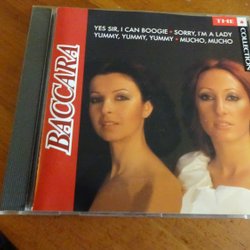 YES SIR, I CAN BOOGIE • SORRY, I'M A LADY
YUMMY, YUMMY, YUMMY • MUCHO, MUCHO
THE
COLLECTION
BACCARA